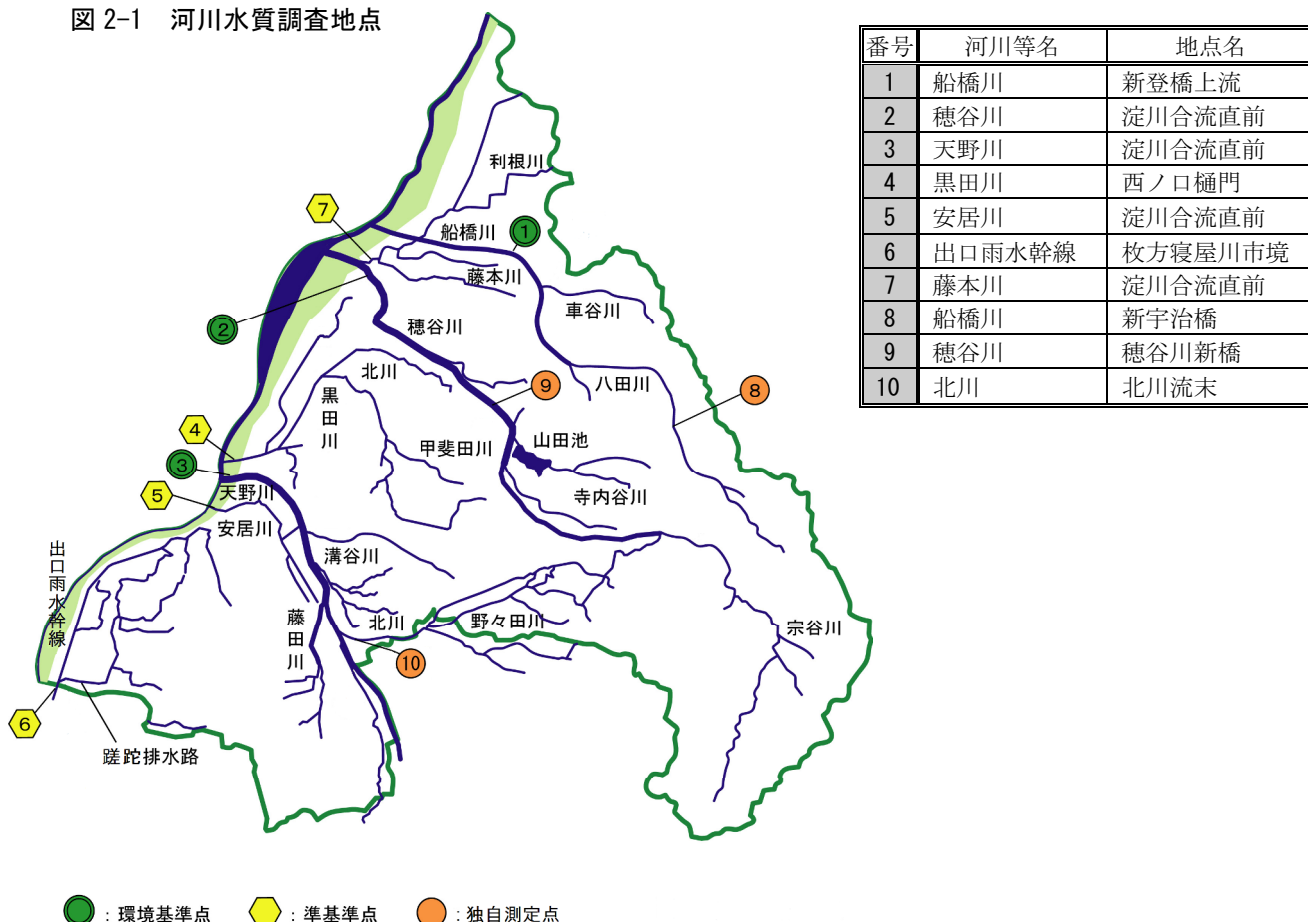 図 2-1 河川水質調査地点
番号 河川等名 地点名
1 船橋川 新登橋上流
2 穂谷川 淀川合流直前
3 天野川 淀川合流直前
4 黒田川 西ノ口樋門
5 安居川 淀川合流直前
6 出口雨水幹線 枚方寝屋川市境
7 藤本川 淀川合流直前
8 船橋川 新宇治橋
9 穂谷川 穂谷川新橋
10 北川 北川流末
利根川
7
船橋川
1
藤本川
車谷川
2
穂谷川
北川
八田川
9
8
黒田川
4
甲斐田川
山田池
3
天野川
5
寺内谷川
安居川
出口雨水幹線
溝谷川
藤田川
北川
野々田川
宗谷川
10
6
蹉跎排水路
：環境基準点
：準基準点
：独自測定点